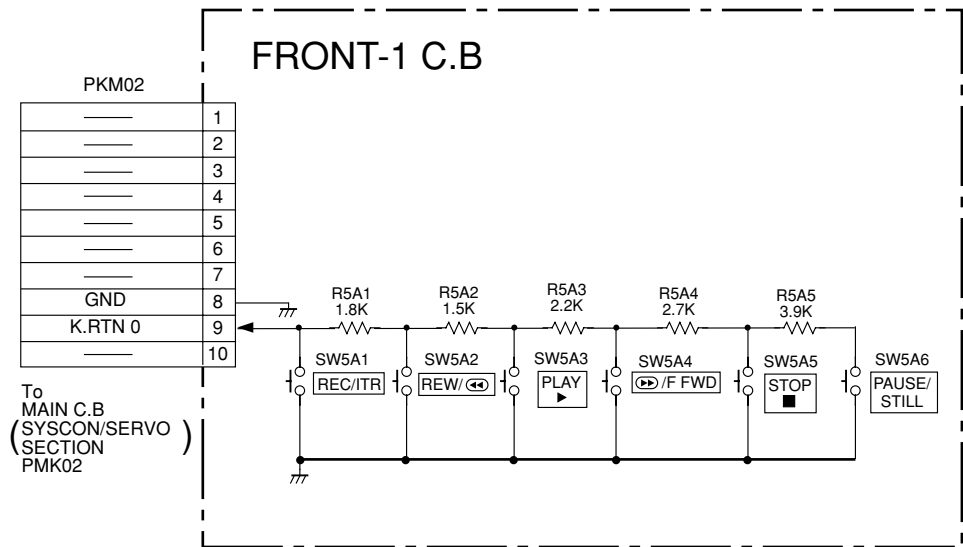 FRONT-1 C.B
PKM02
1
2
3
4
5
6
7
GND 8
K.RTN 0 9
10
To
MAIN C.B
(SYSCON/SERVO)
SECTION
PMK02
R5A1
1.8K
R5A2
1.5K
R5A3
2.2K
R5A4
2.7K
R5A5
3.9K
SW5A1
REC/ITR
SW5A2
REW/ ◀◀
SW5A3
PLAY
▶
SW5A4
▶▶ /F FWD
SW5A5
STOP
■
SW5A6
PAUSE/
STILL